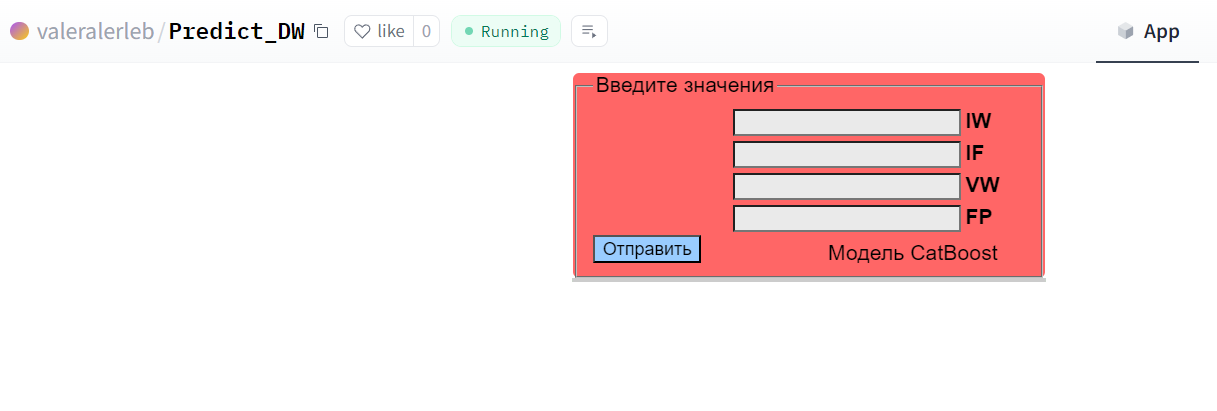 valeralerleb/Predict_DW like 0 Running App
Введите значения
IW
IF
VW
FP
Отправить Модель CatBoost